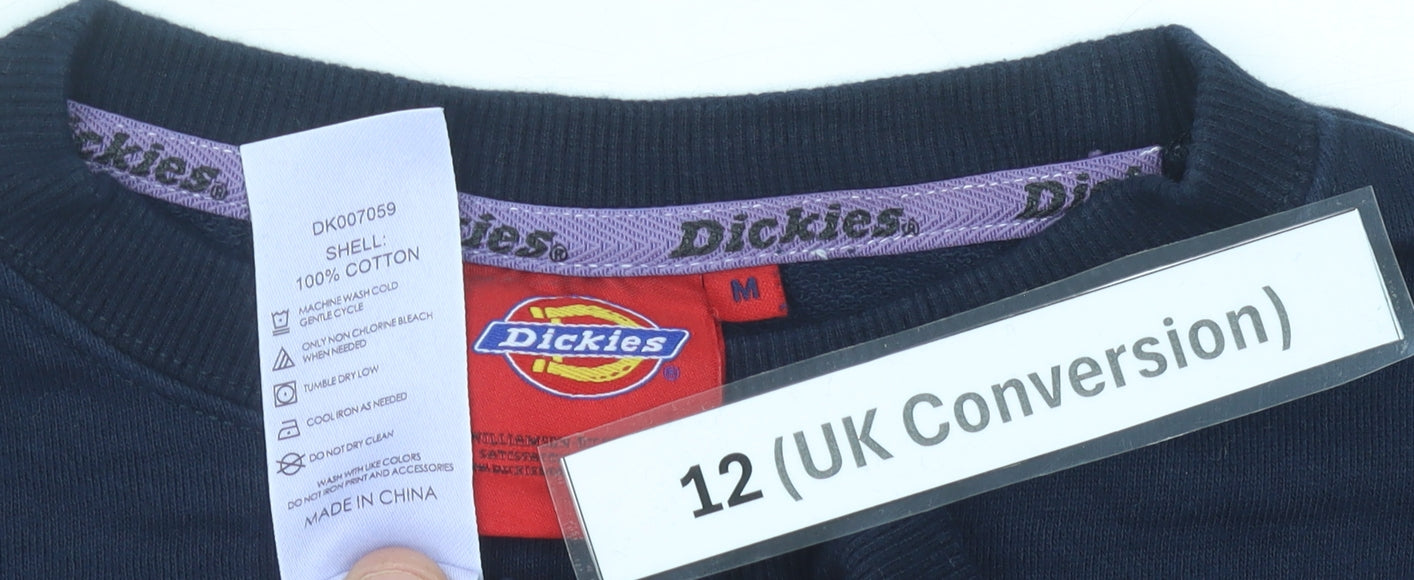 Dickies®
Dickies®
Dickies®
M
Dickies
®
DK007059
SHELL:
100% COTTON
MACHINE WASH COLD
GENTLE CYCLE
ONLY NON CHLORINE BLEACH
WHEN NEEDED
TUMBLE DRY LOW
COOL IRON AS NEEDED
DO NOT DRY CLEAN
WASH WITH LIKE COLORS
DO NOT IRON PRINT AND ACCESSORIES
MADE IN CHINA
12 (UK Conversion)